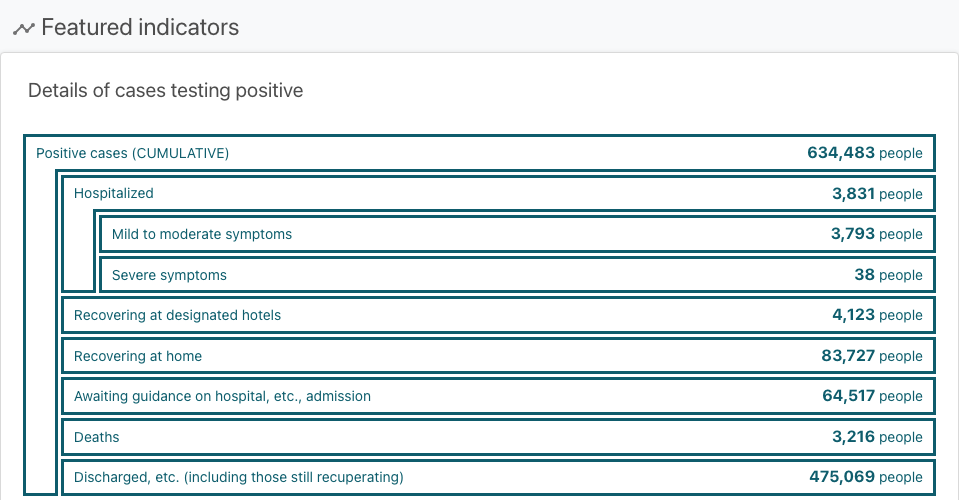 Featured indicators
Details of cases testing positive
Positive cases (CUMULATIVE) 634,483 people
Hospitalized 3,831 people
Mild to moderate symptoms 3,793 people
Severe symptoms 38 people
Recovering at designated hotels 4,123 people
Recovering at home 83,727 people
Awaiting guidance on hospital, etc., admission 64,517 people
Deaths 3,216 people
Discharged, etc. (including those still recuperating) 475,069 people